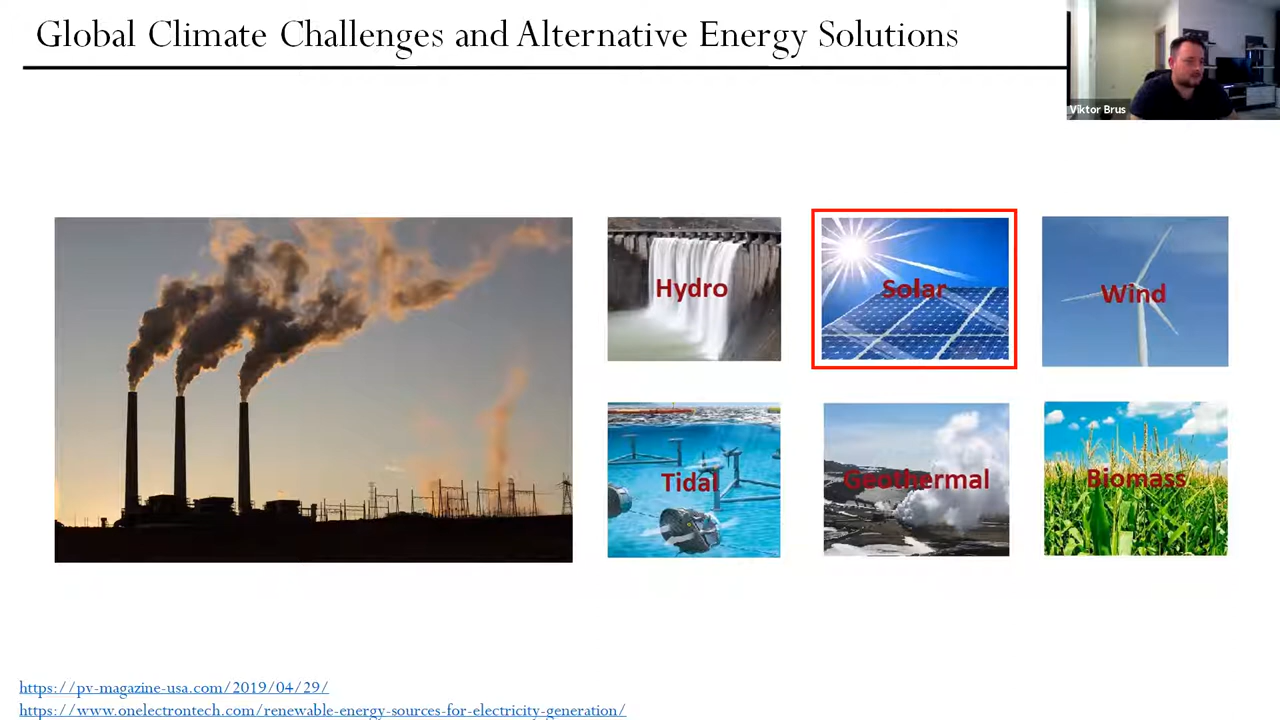 Global Climate Challenges and Alternative Energy Solutions
Viktor Brus
Hydro
Solar
Wind
Tidal
Geothermal
Biomass
https://pv-magazine-usa.com/2019/04/29/
https://www.onelectrontech.com/renewable-energy-sources-for-electricity-generation/